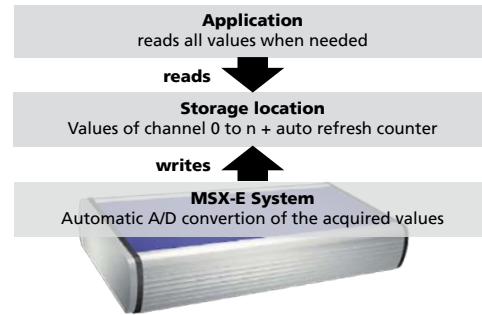 Application
reads all values when needed
reads
Storage location
Values of channel 0 to n + auto refresh counter
writes
MSX-E System
Automatic A/D convertion of the acquired values